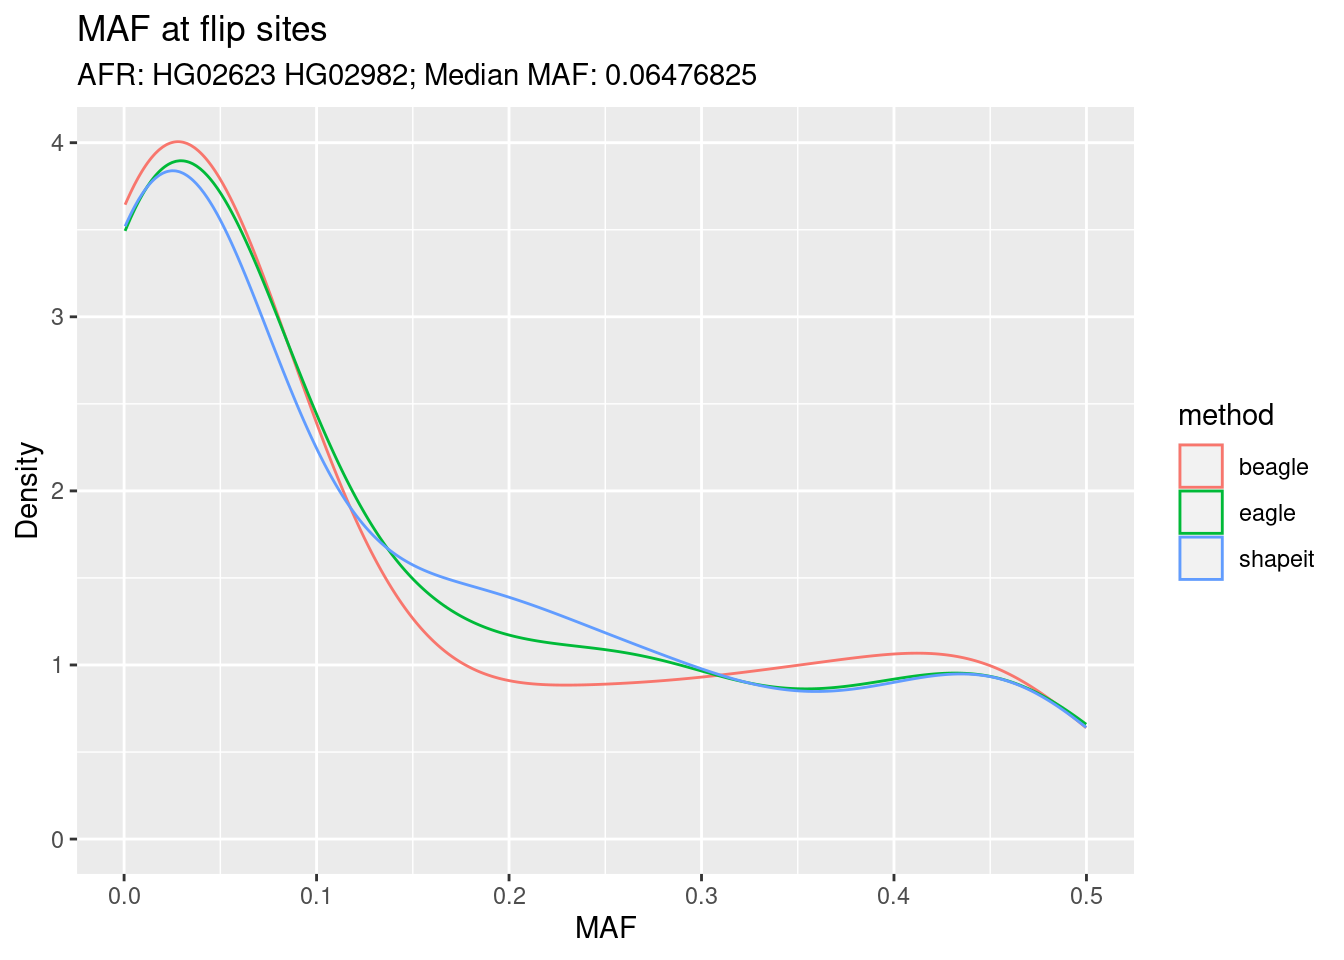 MAF at flip sites
AFR: HG02623 HG02982; Median MAF: 0.06476825
4
3
2
1
0
Density
0.0 0.1 0.2 0.3 0.4 0.5
MAF
method
beagle
eagle
shapeit